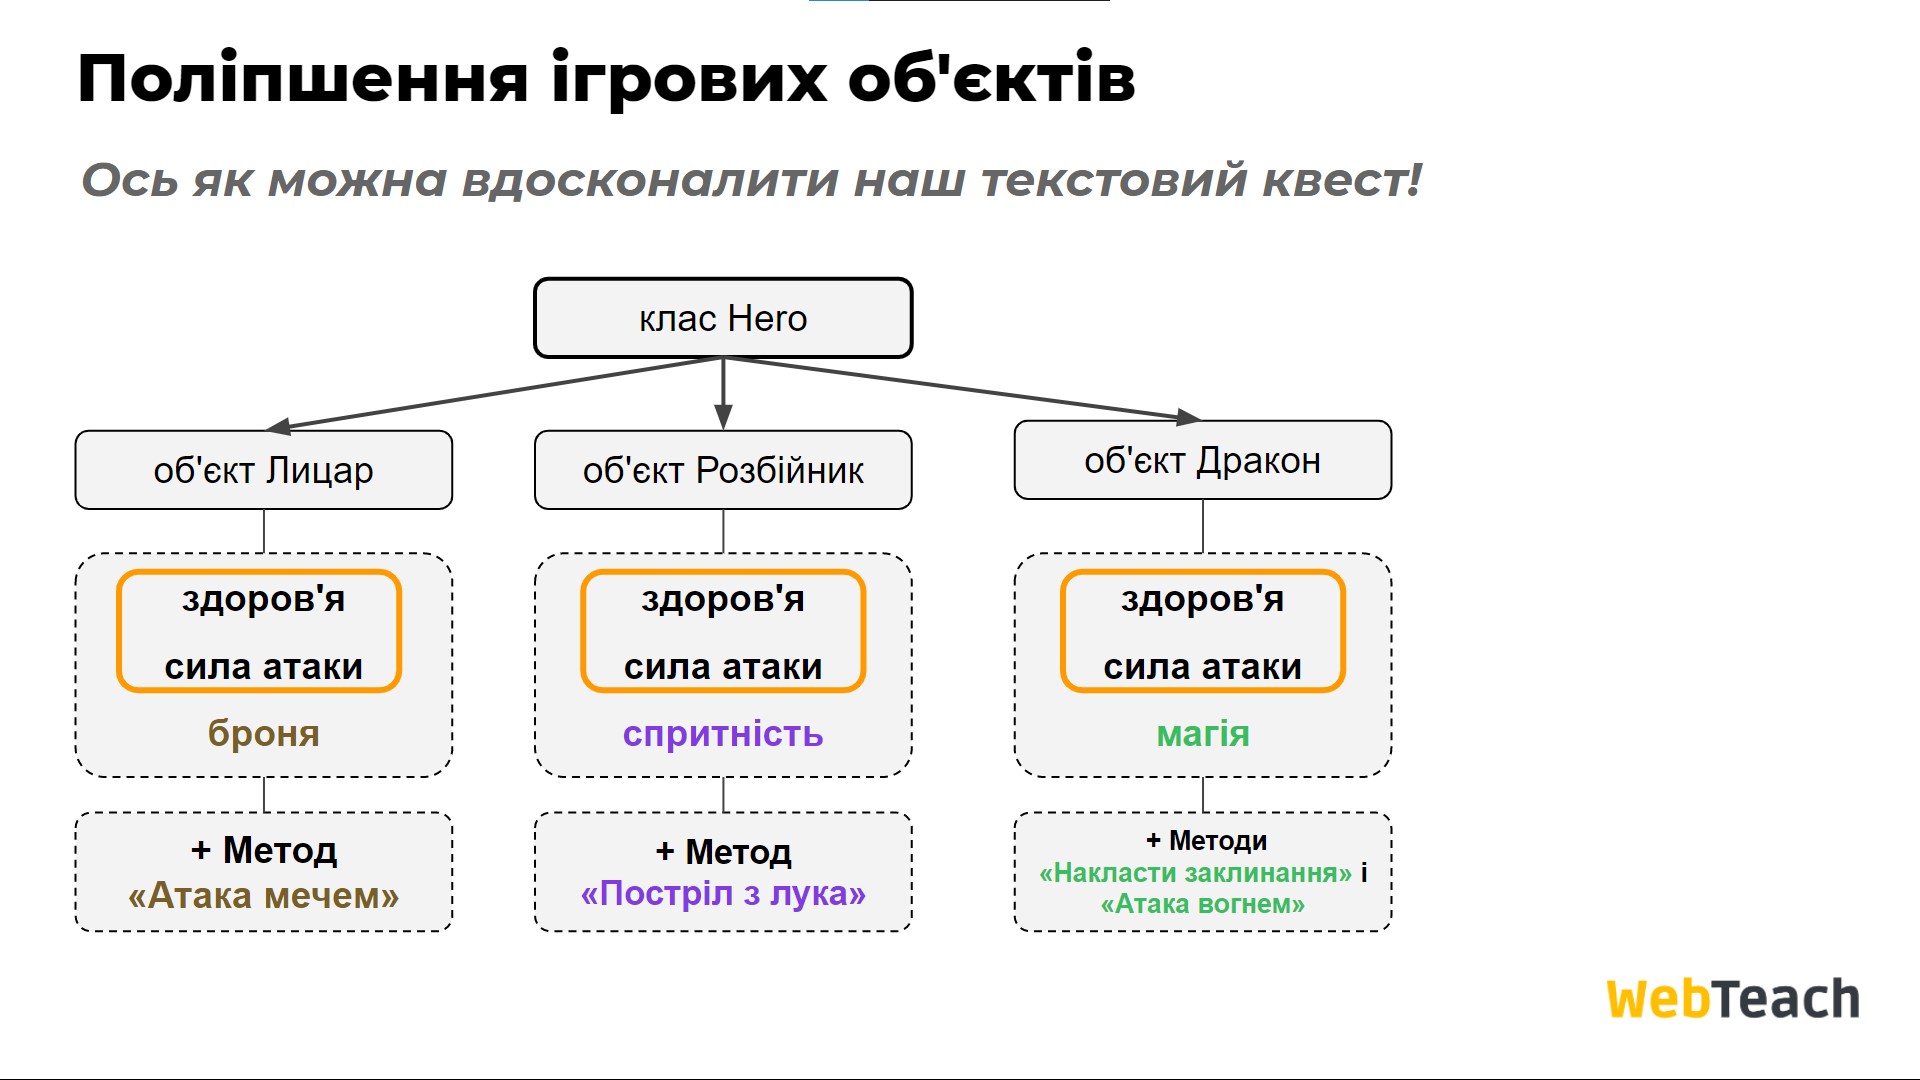 Поліпшення ігрових об'єктів
Ось як можна вдосконалити наш текстовий квест!
клас Hero
об'єкт Лицар
об'єкт Розбійник
об'єкт Дракон
здоров'я
сила атаки
броня
здоров'я
сила атаки
спритність
здоров'я
сила атаки
магія
+ Метод
«Атака мечем»
+ Метод
«Постріл з лука»
+ Методи
«Накласти заклинання» і
«Атака вогнем»
WebTeach